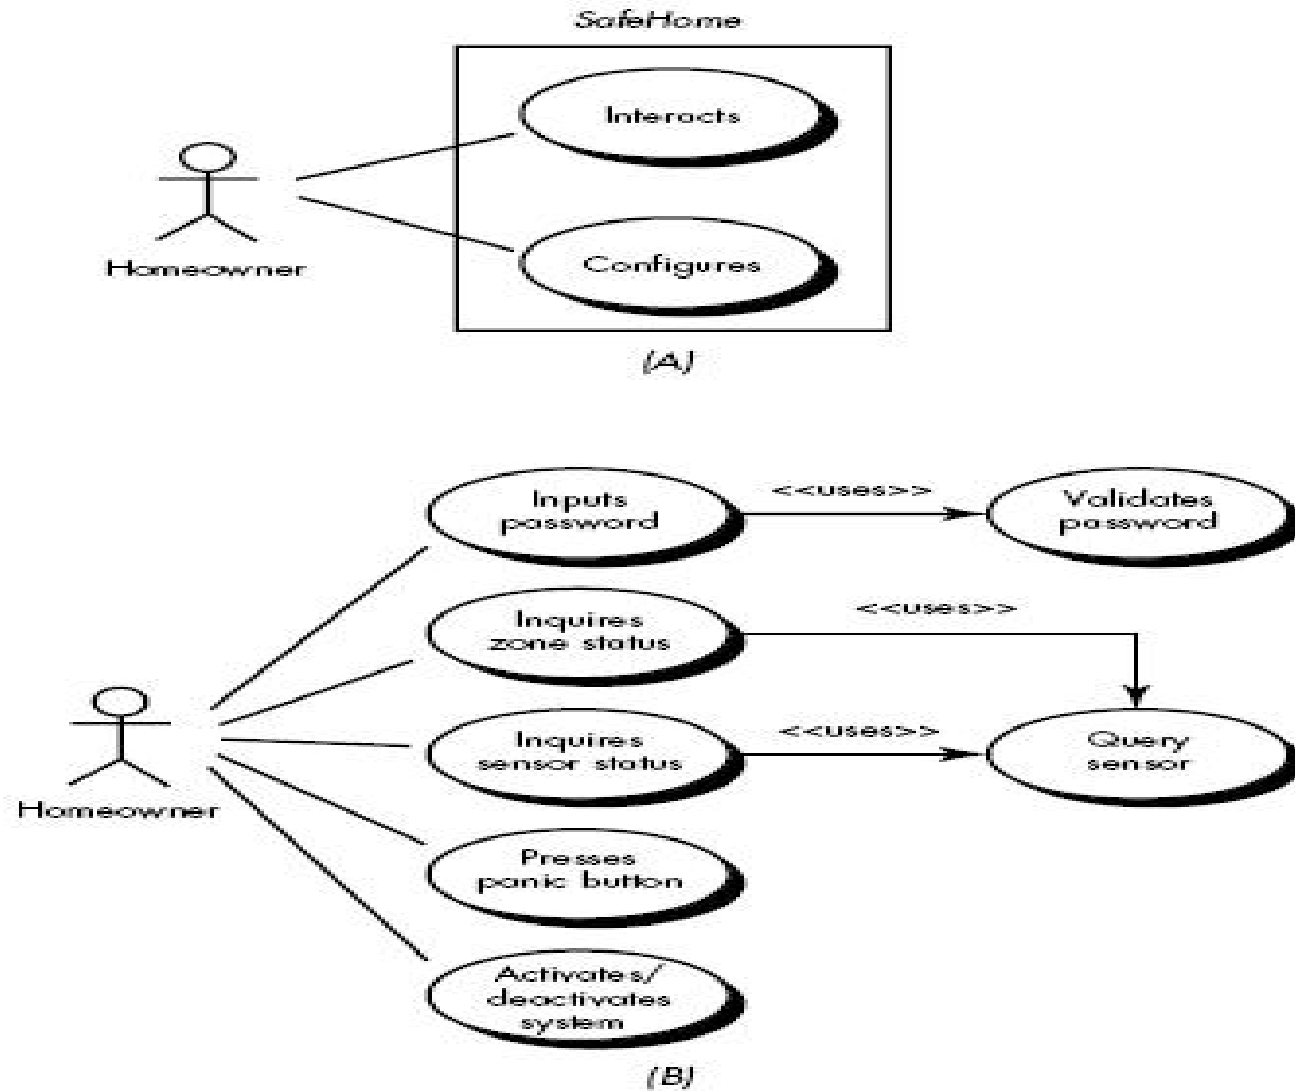 SafeHome
Interacts
Homeowner
Configures
(A)
Inputs
password
<<uses>>
Validates
password
Inquires
zone status
<<uses>>
Inquires
sensor status
<<uses>>
Query
sensor
Homeowner
Presses
panic button
Activates/
deactivates
system
(B)